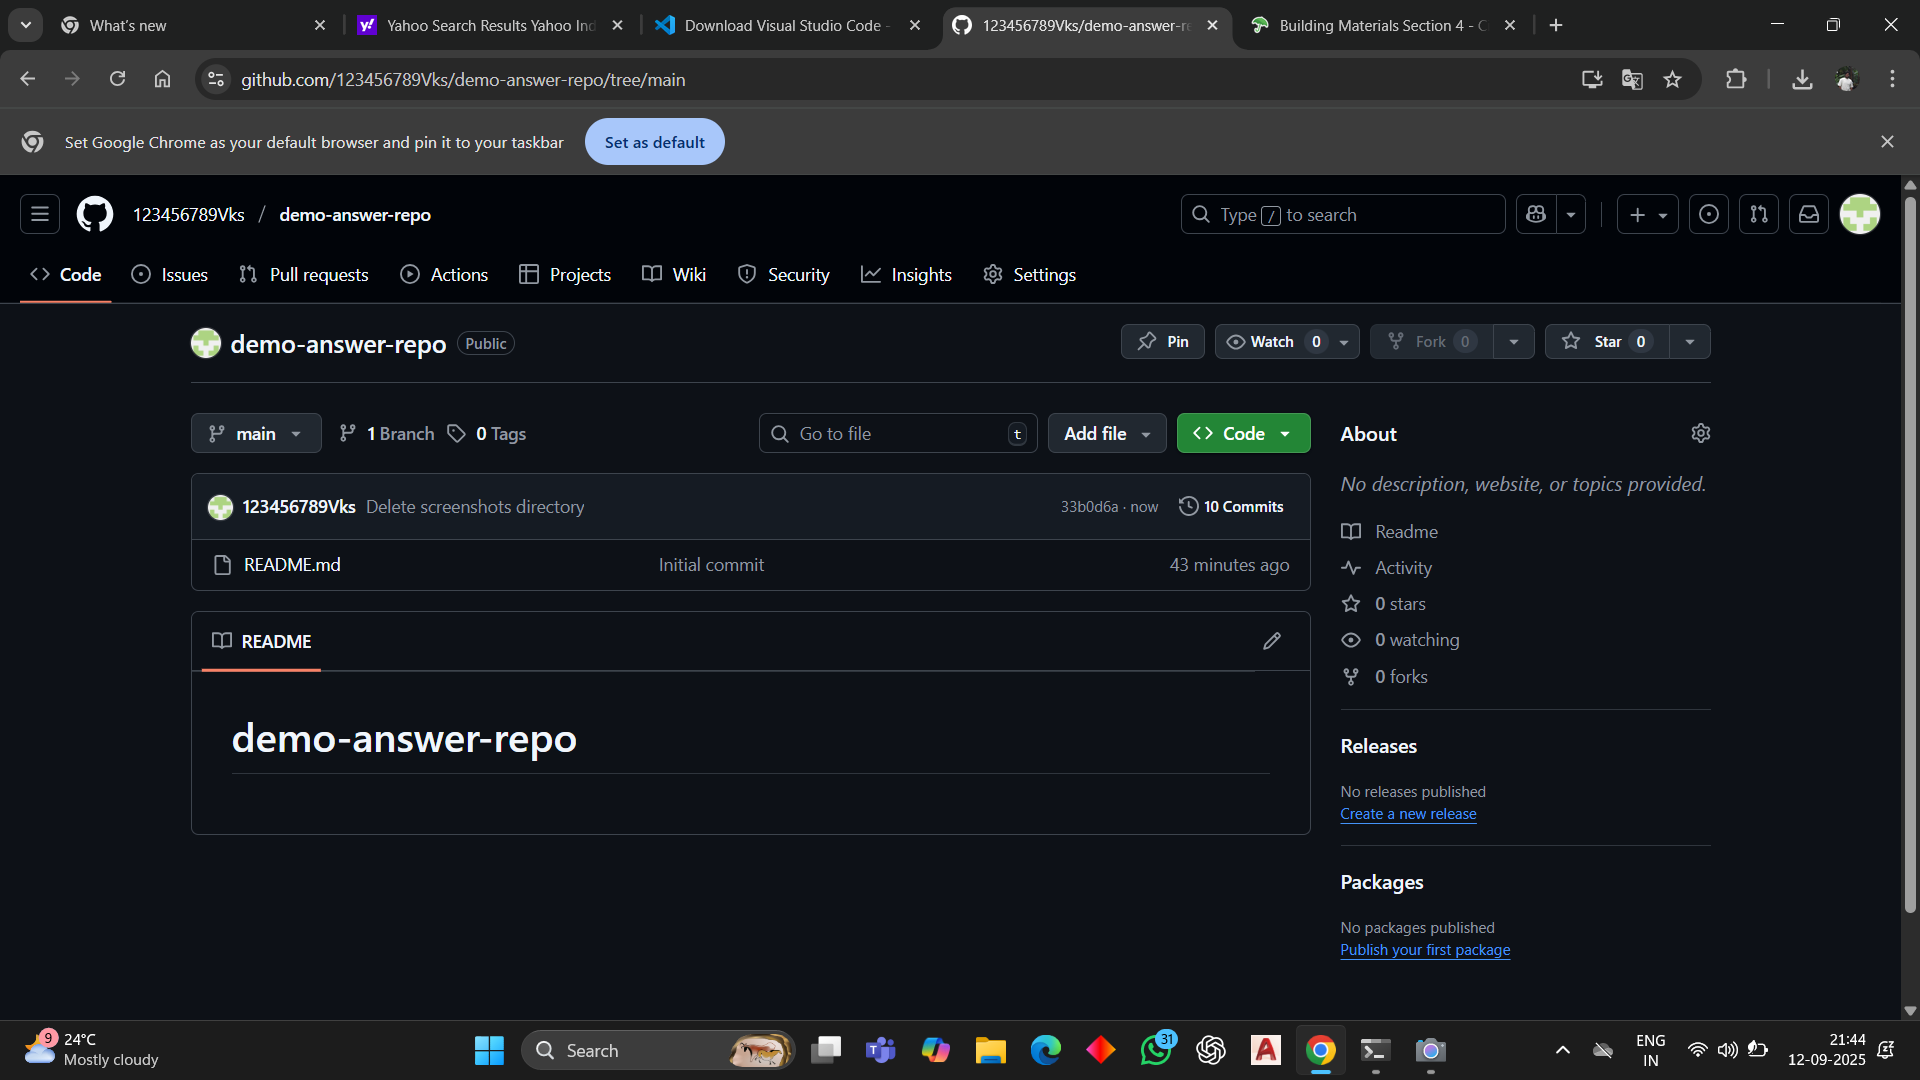 What's new
Yahoo Search Results Yahoo Ind
Download Visual Studio Code -
123456789Vks/demo-answer-re
Building Materials Section 4 - C
github.com/123456789Vks/demo-answer-repo/tree/main
Set Google Chrome as your default browser and pin it to your taskbar
Set as default
123456789Vks / demo-answer-repo
Type / to search
Code
Issues
Pull requests
Actions
Projects
Wiki
Security
Insights
Settings
demo-answer-repo Public
Pin
Watch 0
Fork 0
Star 0
main
1 Branch
0 Tags
Go to file t
Add file
Code
About
No description, website, or topics provided.
123456789Vks Delete screenshots directory 33b0d6a · now 10 Commits
README.md Initial commit 43 minutes ago
Readme
Activity
0 stars
0 watching
0 forks
README
demo-answer-repo
Releases
No releases published
Create a new release
Packages
No packages published
Publish your first package
9
24°C
Mostly cloudy
Search
31
ENG
IN
21:44
12-09-2025